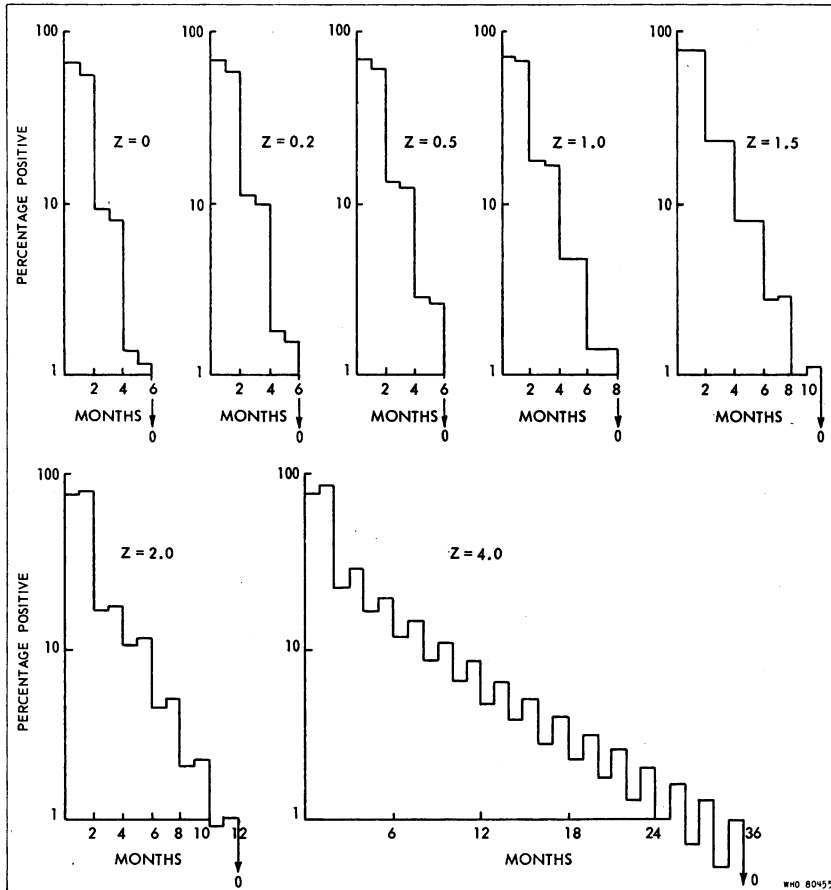 100
10
1
PERCENTAGE POSITIVE
Z = 0
2 4 6
MONTHS
0
100
10
1
Z = 0.2
2 4 6
MONTHS
0
100
10
1
Z = 0.5
2 4 6
MONTHS
0
100
10
1
Z = 1.0
2 4 6 8
MONTHS
0
100
10
1
Z = 1.5
2 4 6 8 10
MONTHS
0
100
10
1
PERCENTAGE POSITIVE
Z = 2.0
2 4 6 8 10 12
MONTHS
0
100
10
1
Z = 4.0
6 12 18 24 36
MONTHS
0
WHO